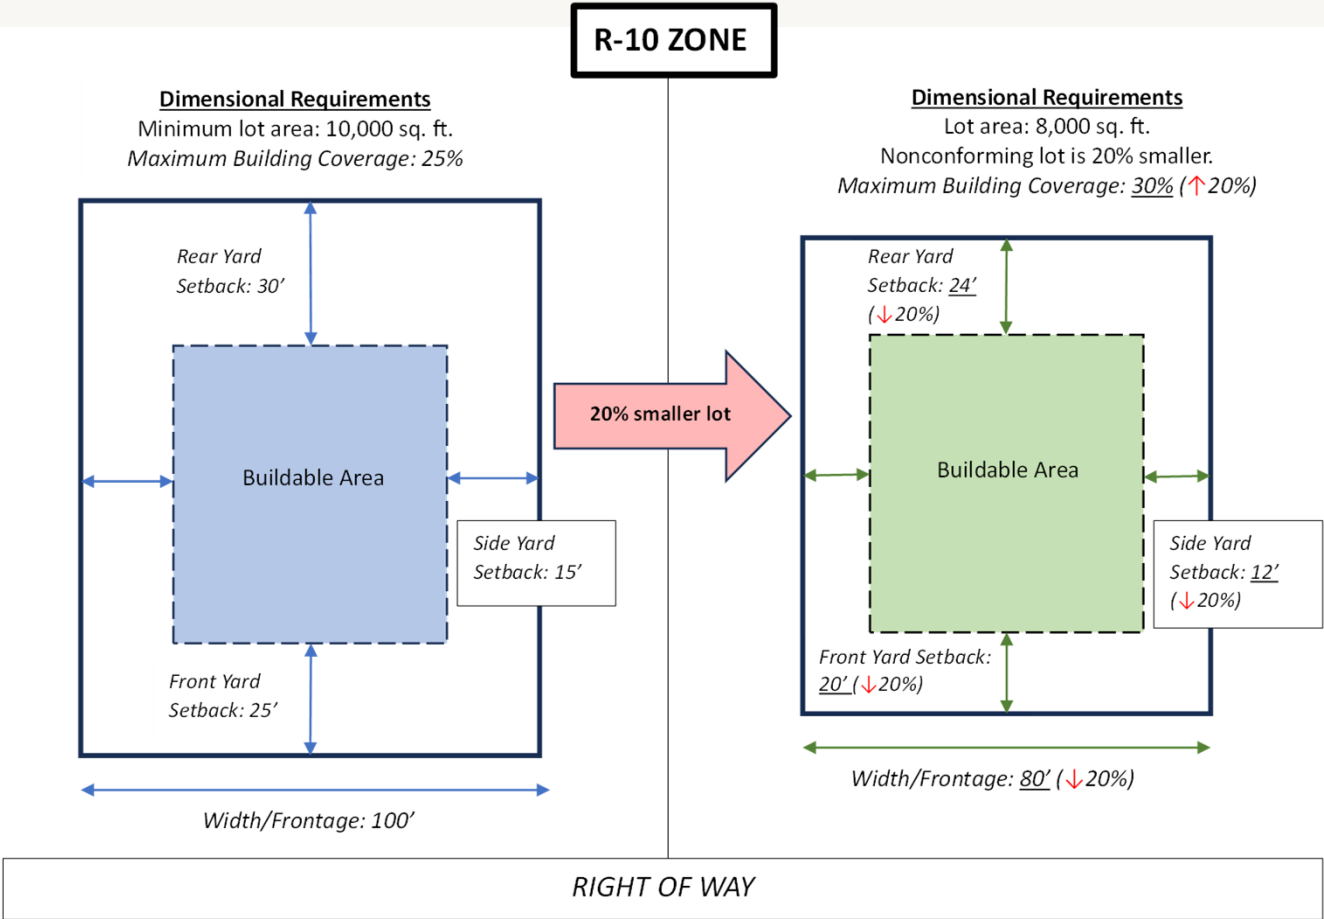 R-10 ZONE
Dimensional Requirements
Minimum lot area: 10,000 sq. ft.
Maximum Building Coverage: 25%
Rear Yard
Setback: 30’
Buildable Area
Side Yard
Setback: 15’
Front Yard
Setback: 25’
Width/Frontage: 100’
20% smaller lot
Dimensional Requirements
Lot area: 8,000 sq. ft.
Nonconforming lot is 20% smaller.
Maximum Building Coverage: 30% (↑20%)
Rear Yard
Setback: 24’
(↓20%)
Buildable Area
Side Yard
Setback: 12’
(↓20%)
Front Yard Setback:
20’ (↓20%)
Width/Frontage: 80’ (↓20%)
RIGHT OF WAY